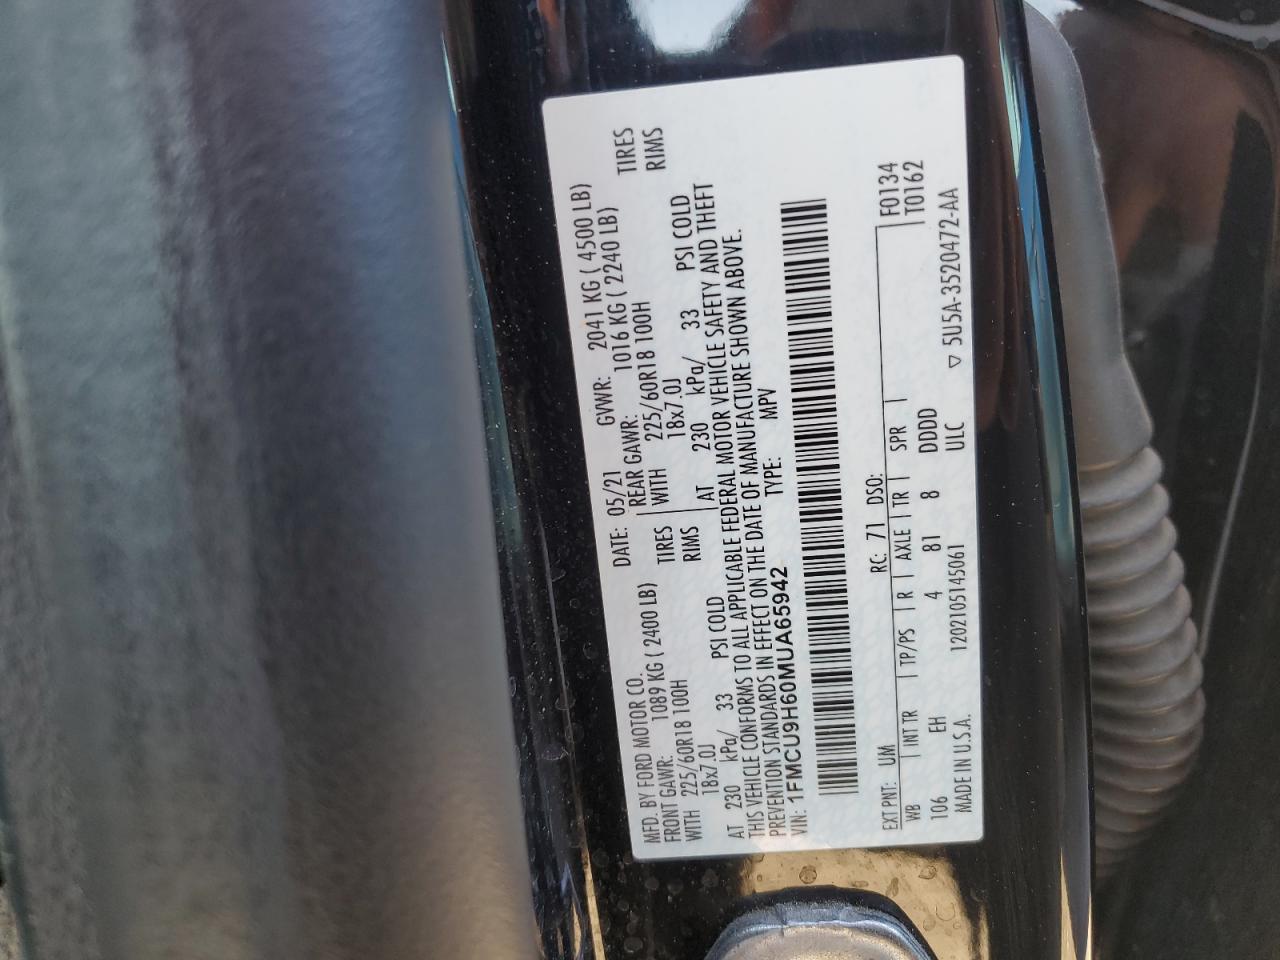 MFD. BY FORD MOTOR CO.
DATE: 05/21 GVWR: 2041 KG ( 4500 LB)
FRONT GAWR: 1089 KG ( 2400 LB) REAR GAWR: 1016 KG ( 2240 LB)
WITH 225/60R18 100H TIRES WITH 225/60R18 100H TIRES
18x7.0J RIMS 18x7.0J RIMS
AT 230 kPa/ 33 PSI COLD AT 230 kPa/ 33 PSI COLD
THIS VEHICLE CONFORMS TO ALL APPLICABLE FEDERAL MOTOR VEHICLE SAFETY AND THEFT
PREVENTION STANDARDS IN EFFECT ON THE DATE OF MANUFACTURE SHOWN ABOVE.
VIN: 1FMCU9H60MUA65942 TYPE: MPV
EXT PNT: UM RC: 71 DSO: F0134
WB | INT TR | TP/PS | R | AXLE | TR | SPR | T0162
106 EH 4 81 8 DDDD
MADE IN U.S.A. 120210514506​1 ULC ▽ 5U5A-3520472-AA